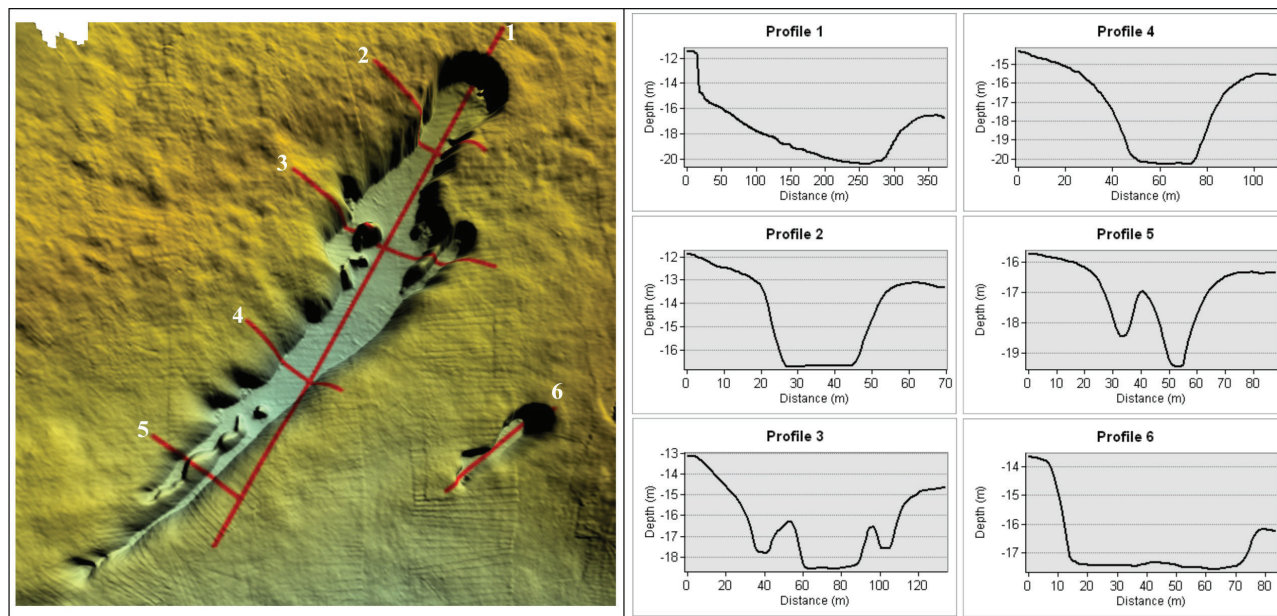 1
2
3
4
5
6
Profile 1
Depth (m)
-12
-14
-16
-18
-20
0 50 100 150 200 250 300 350
Distance (m)
Profile 4
Depth (m)
-15
-16
-17
-18
-19
-20
0 20 40 60 80 100
Distance (m)
Profile 2
Depth (m)
-12
-13
-14
-15
-16
0 10 20 30 40 50 60 70
Distance (m)
Profile 5
Depth (m)
-16
-17
-18
-19
0 10 20 30 40 50 60 70 80
Distance (m)
Profile 3
Depth (m)
-13
-14
-15
-16
-17
-18
0 20 40 60 80 100 120
Distance (m)
Profile 6
Depth (m)
-14
-15
-16
-17
0 10 20 30 40 50 60 70 80
Distance (m)